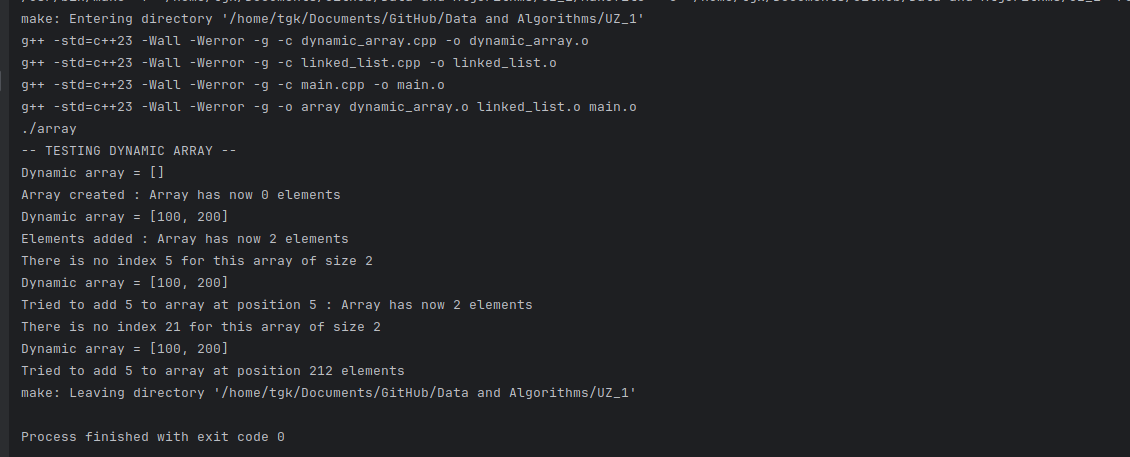 make: Entering directory '/home/tgk/Documents/GitHub/Data and Algorithms/UZ_1'
g++ -std=c++23 -Wall -Werror -g -c dynamic_array.cpp -o dynamic_array.o
g++ -std=c++23 -Wall -Werror -g -c linked_list.cpp -o linked_list.o
g++ -std=c++23 -Wall -Werror -g -c main.cpp -o main.o
g++ -std=c++23 -Wall -Werror -g -o array dynamic_array.o linked_list.o main.o
./array
-- TESTING DYNAMIC ARRAY --
Dynamic array = []
Array created : Array has now 0 elements
Dynamic array = [100, 200]
Elements added : Array has now 2 elements
There is no index 5 for this array of size 2
Dynamic array = [100, 200]
Tried to add 5 to array at position 5 : Array has now 2 elements
There is no index 21 for this array of size 2
Dynamic array = [100, 200]
Tried to add 5 to array at position 212 elements
make: Leaving directory '/home/tgk/Documents/GitHub/Data and Algorithms/UZ_1'
Process finished with exit code 0